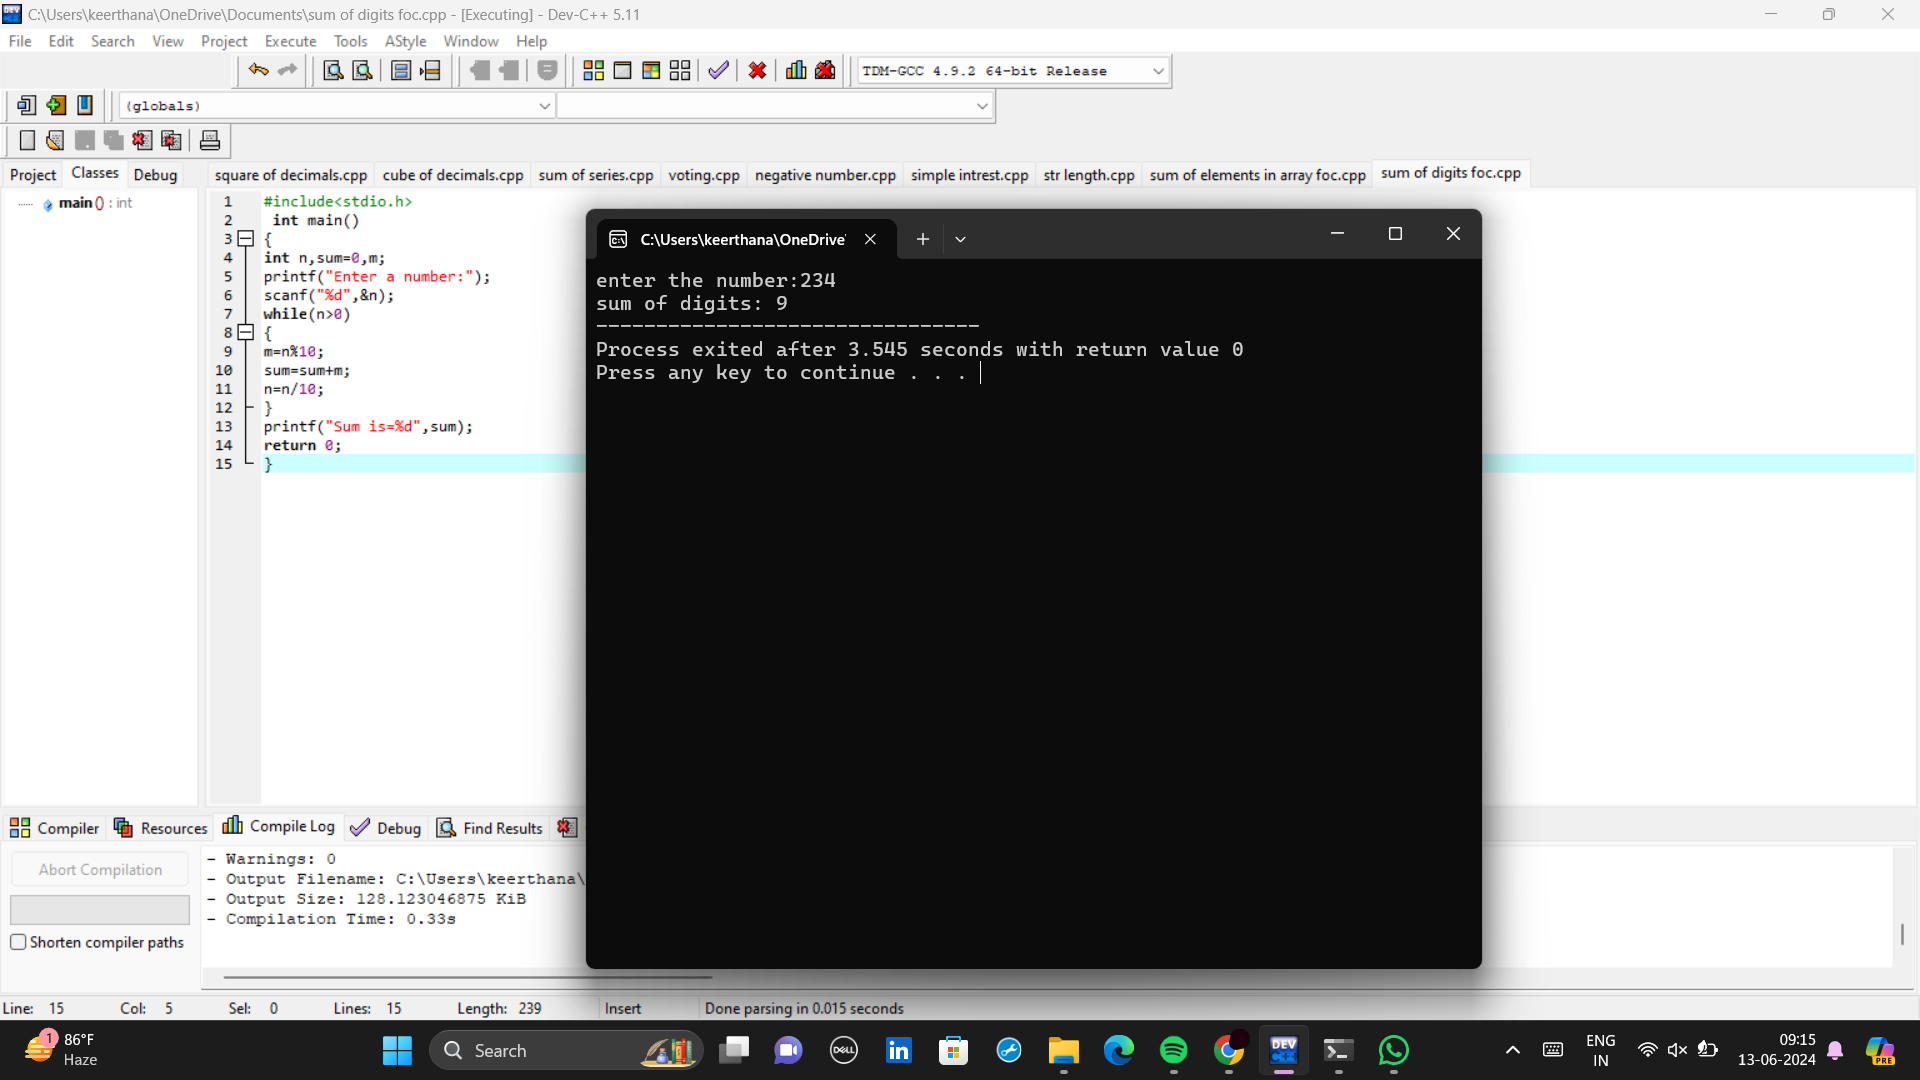 C:\Users\keerthana\OneDrive\Documents\sum of digits foc.cpp - [Executing] - Dev-C++ 5.11
File Edit Search View Project Execute Tools AStyle Window Help
TDM-GCC 4.9.2 64-bit Release
(globals)
Project Classes Debug
square of decimals.cpp cube of decimals.cpp sum of series.cpp voting.cpp negative number.cpp simple intrest.cpp str length.cpp sum of elements in array foc.cpp sum of digits foc.cpp
main () : int
1 #include<stdio.h>
2 int main()
3 {
4 int n,sum=0,m;
5 printf("Enter a number:");
6 scanf("%d",&n);
7 while(n>0)
8 {
9 m=n%10;
10 sum=sum+m;
11 n=n/10;
12 }
13 printf("Sum is=%d",sum);
14 return 0;
15 }
C:\Users\keerthana\OneDrive\
enter the number:234
sum of digits: 9
--------------------------------
Process exited after 3.545 seconds with return value 0
Press any key to continue . . .
Compiler Resources Compile Log Debug Find Results
Abort Compilation
Shorten compiler paths
- Warnings: 0
- Output Filename: C:\Users\keerthana\
- Output Size: 128.123046875 KiB
- Compilation Time: 0.33s
Line: 15 Col: 5 Sel: 0 Lines: 15 Length: 239 Insert Done parsing in 0.015 seconds
1
86°F
Haze
Search
DELL
in
DEV
C++
ENG
IN
09:15
13-06-2024
PRE